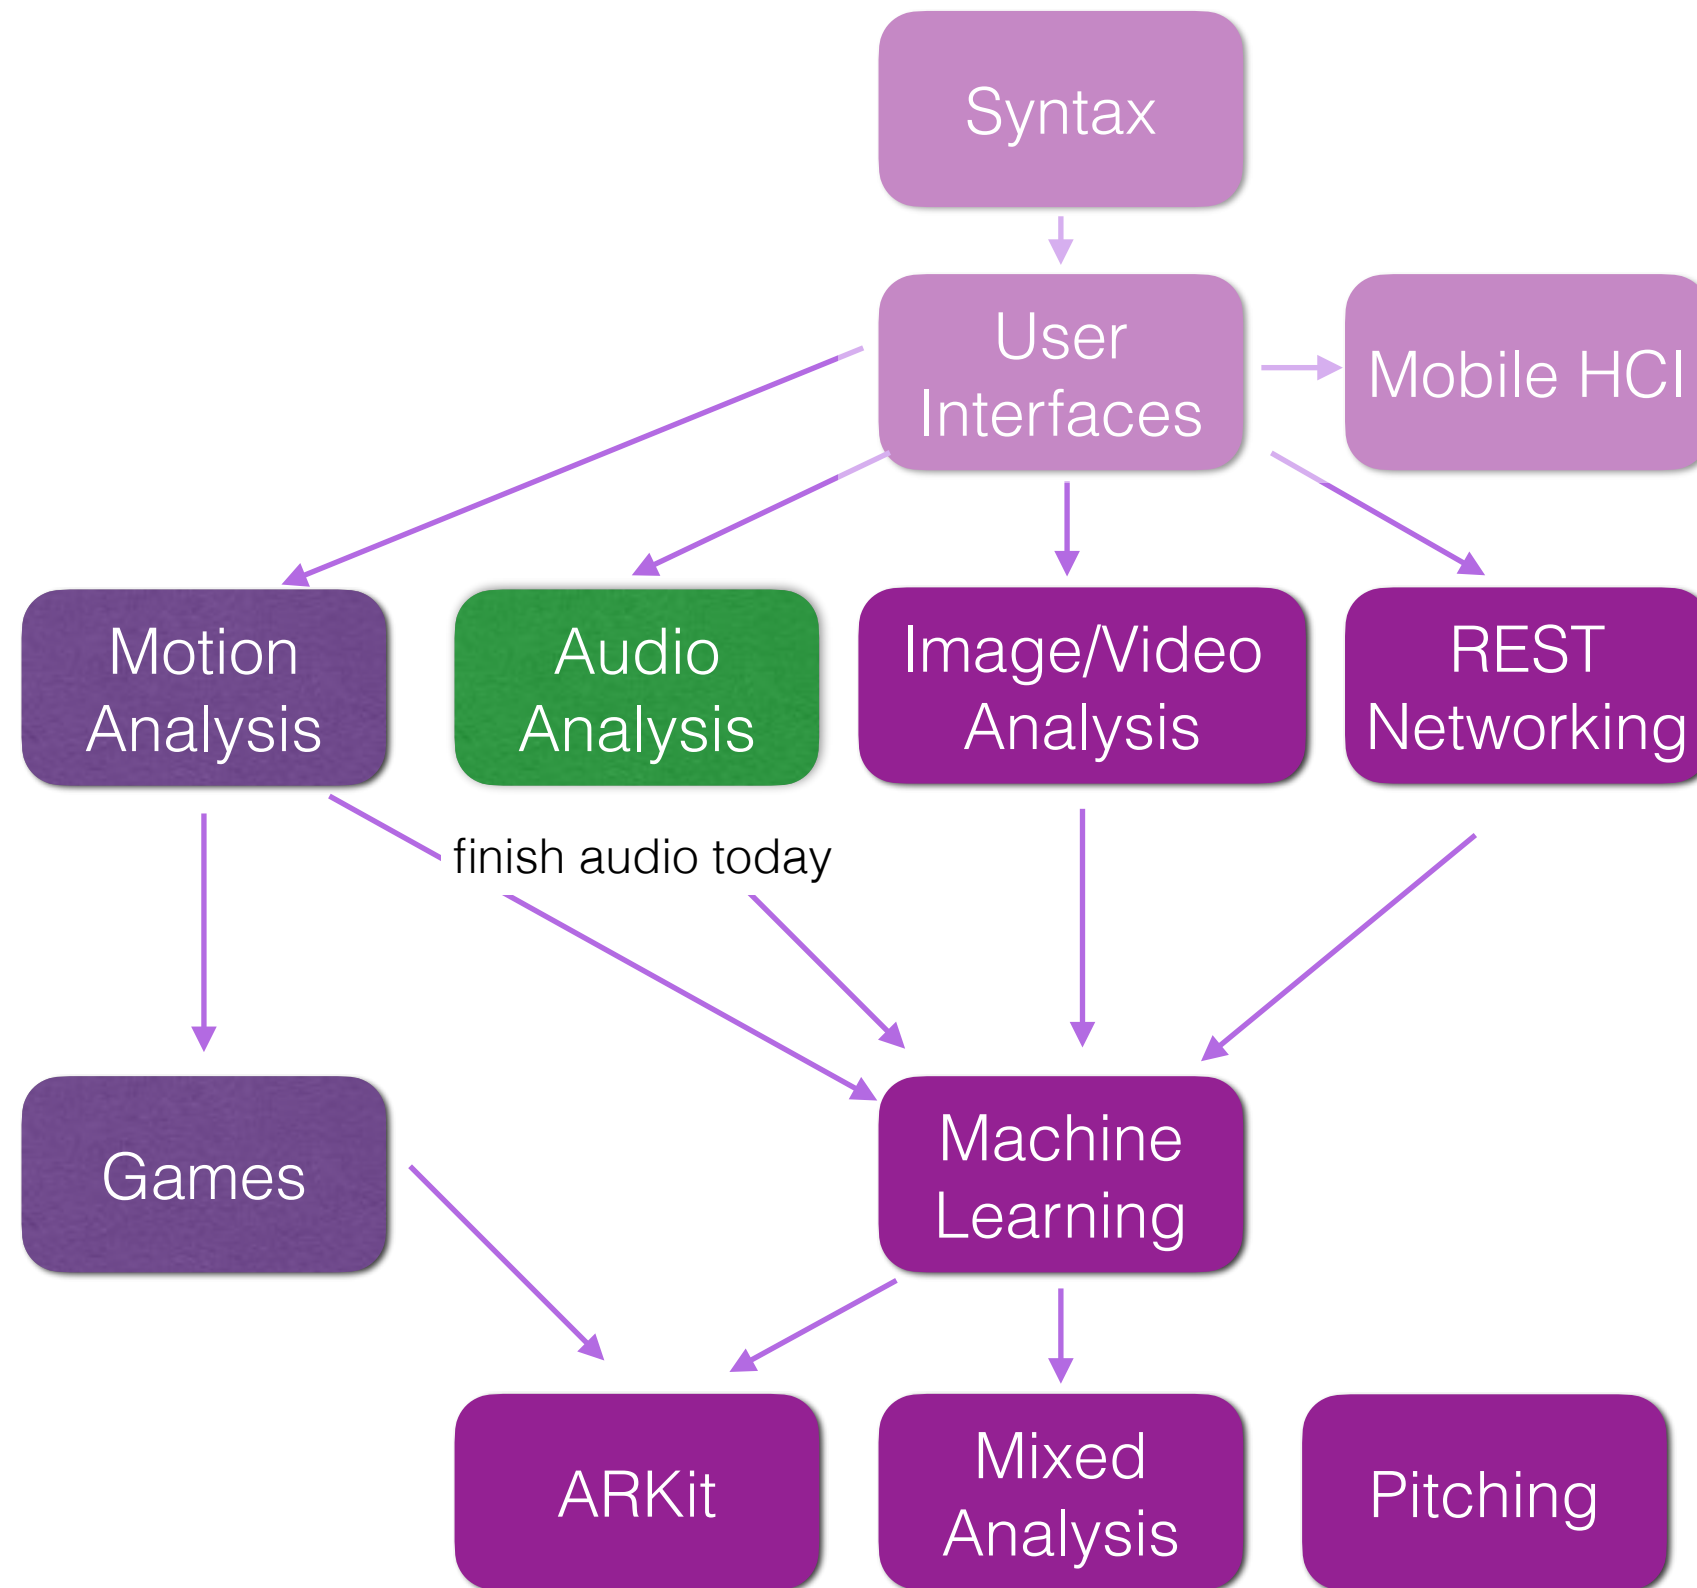 Syntax
User
Interfaces
Mobile HCI
Motion
Analysis
Audio
Analysis
Image/Video
Analysis
REST
Networking
finish audio today
Games
Machine
Learning
ARKit
Mixed
Analysis
Pitching